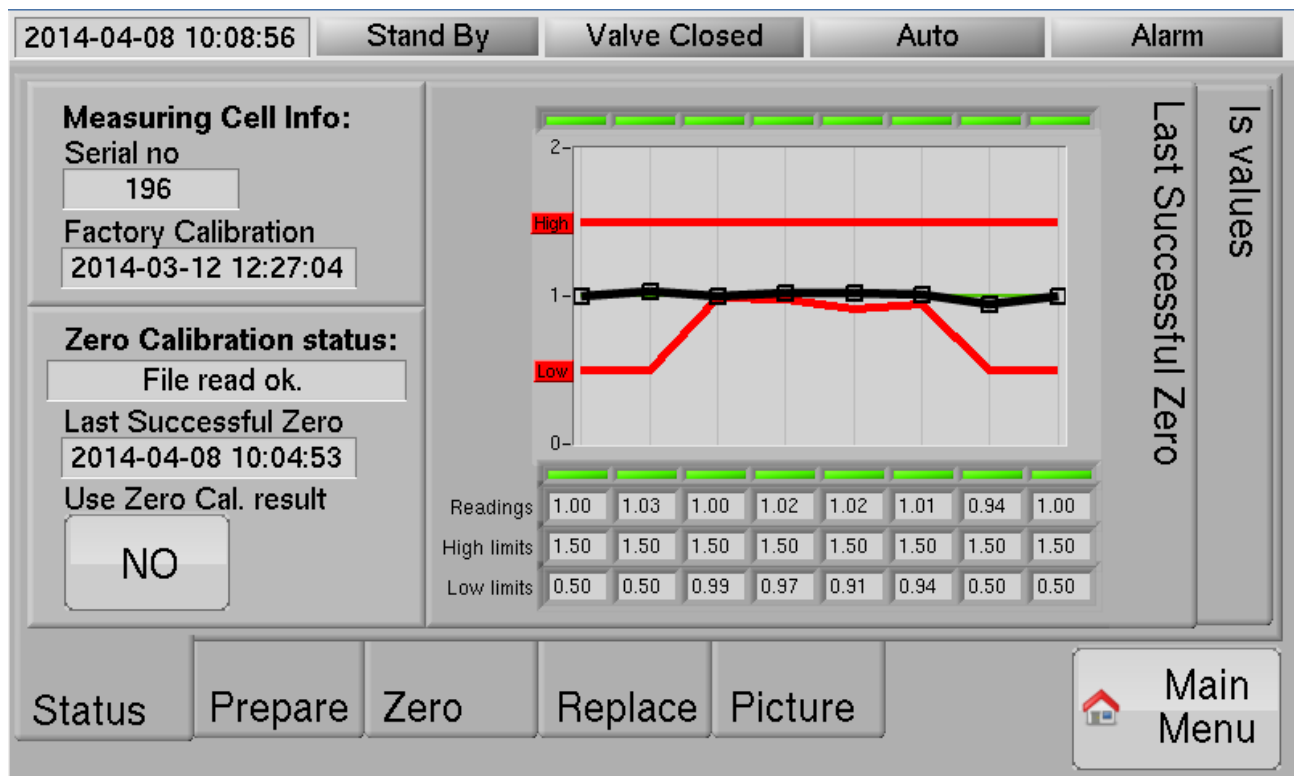 2014-04-08 10:08:56 Stand By Valve Closed Auto Alarm
Measuring Cell Info:
Serial no
196
Factory Calibration
2014-03-12 12:27:04
Zero Calibration status:
File read ok.
Last Successful Zero
2014-04-08 10:04:53
Use Zero Cal. result
NO
2
High
1
Low
0
Readings 1.00 1.03 1.00 1.02 1.02 1.01 0.94 1.00
High limits 1.50 1.50 1.50 1.50 1.50 1.50 1.50 1.50
Low limits 0.50 0.50 0.99 0.97 0.91 0.94 0.50 0.50
Last Successful Zero
Is values
Status Prepare Zero Replace Picture
Main
Menu